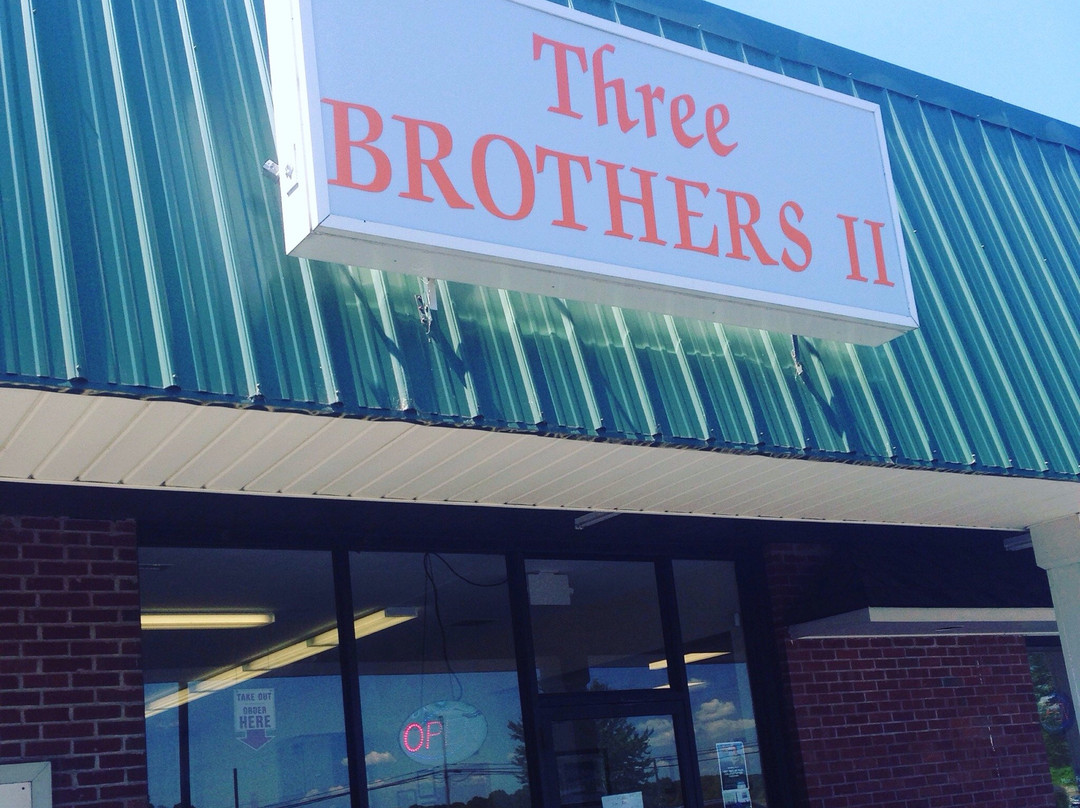 Three
BROTHERS II
TAKE OUT
ORDER
HERE
OP